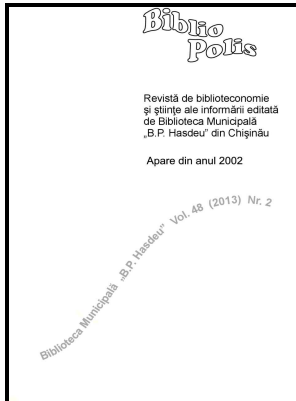 Biblio
Polis
Revistă de biblioteconomie
şi ştiinţe ale informării editată
de Biblioteca Municipală
„B.P. Hasdeu” din Chişinău
Apare din anul 2002
Biblioteca Municipală „B.P. Hasdeu” Vol. 48 (2013) Nr. 2